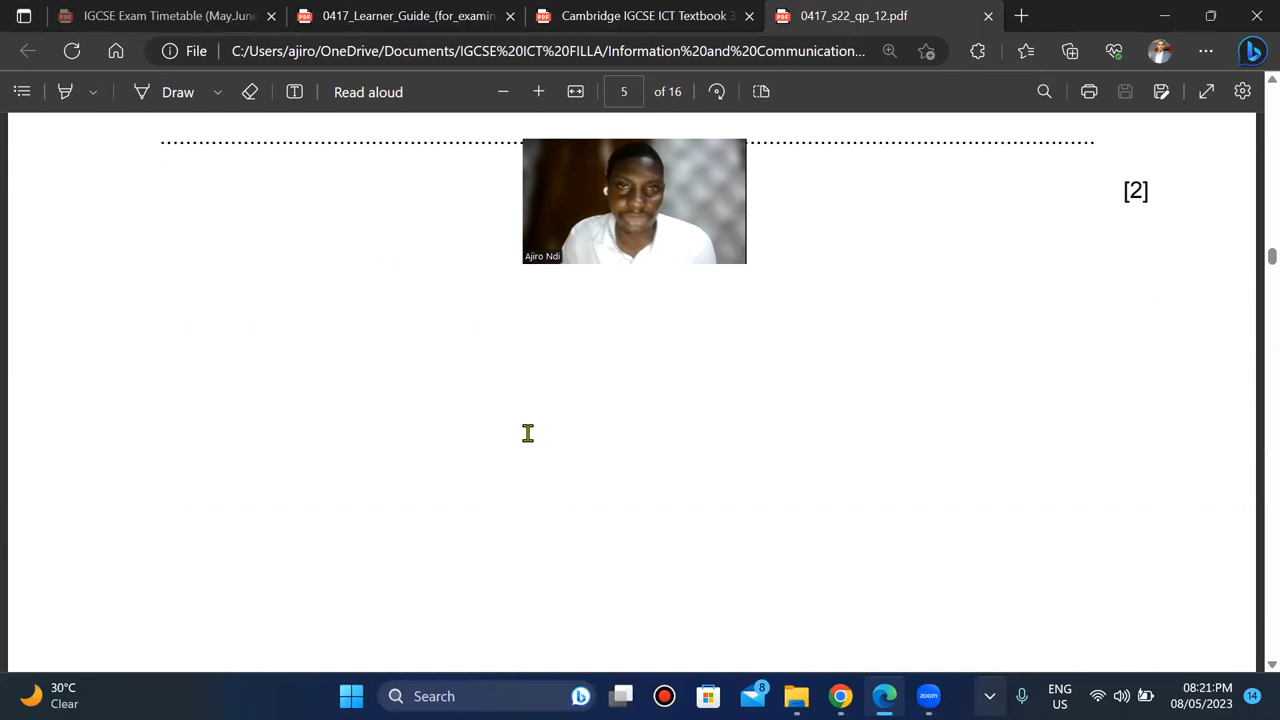 IGCSE Exam Timetable (MayJune
0417_Learner_Guide_(for_examin
Cambridge IGCSE ICT Textbook 3
0417_s22_qp_12.pdf
File
C:/Users/ajiro/OneDrive/Documents/IGCSE%20ICT%20FILLA/Information%20and%20Communication...
Draw
Read aloud
5
of 16
[2]
Ajiro Ndi
30°C
Clear
Search
8
zoom
ENG
US
08:21:PM
08/05/2023
14